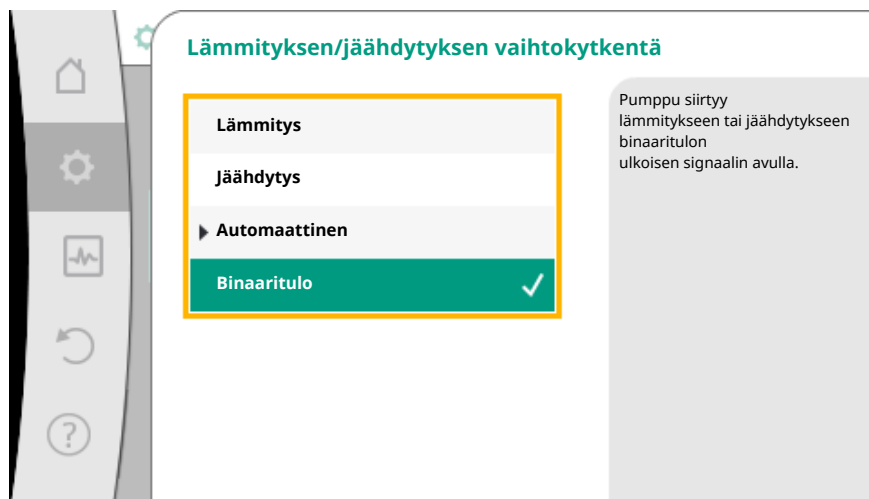 Lämmityksen/jäähdytyksen vaihtokytkentä
Lämmitys
Jäähdytys
Automaattinen
Binaaritulo
Pumppu siirtyy
lämmitykseen tai jäähdytykseen
binaaritulon
ulkoisen signaalin avulla.
?